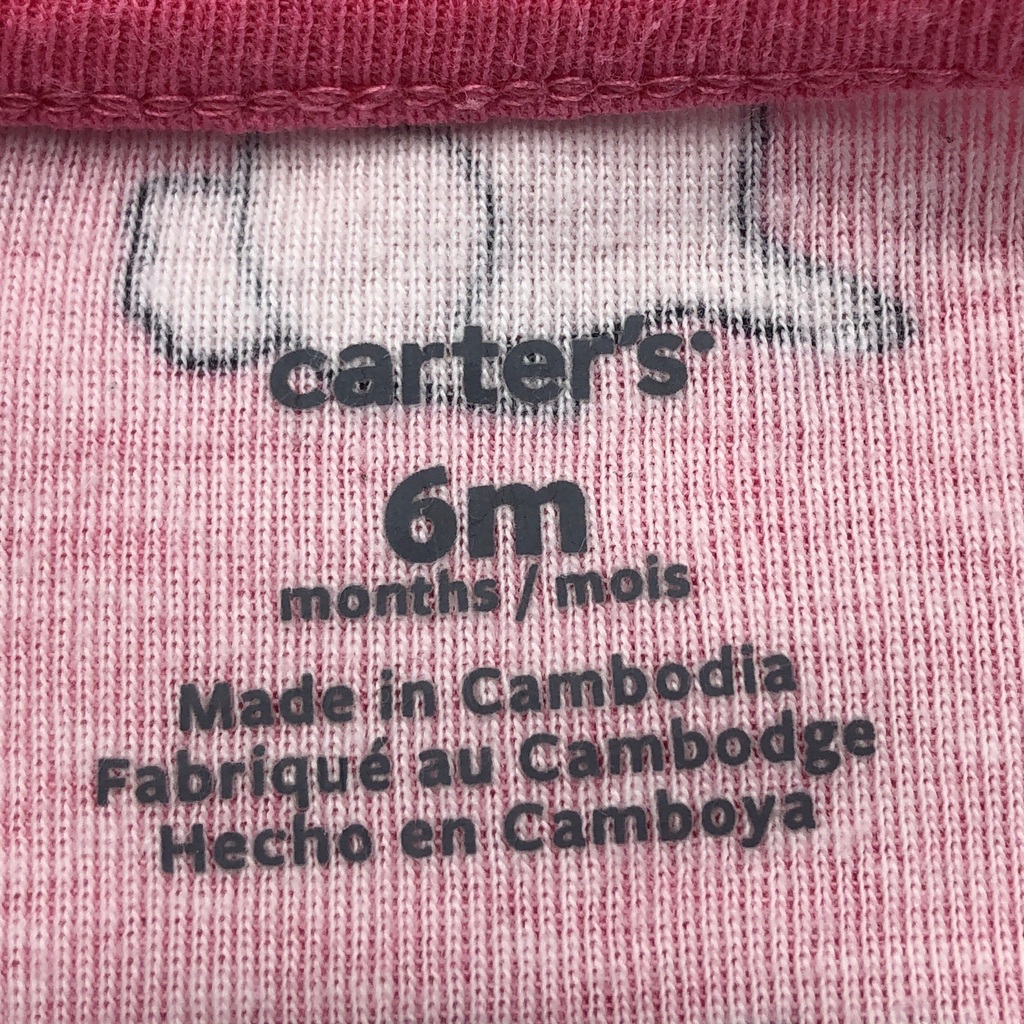 carter's
6m
months / mois
Made in Cambodia
Fabriqué au Cambodge
Hecho en Camboya